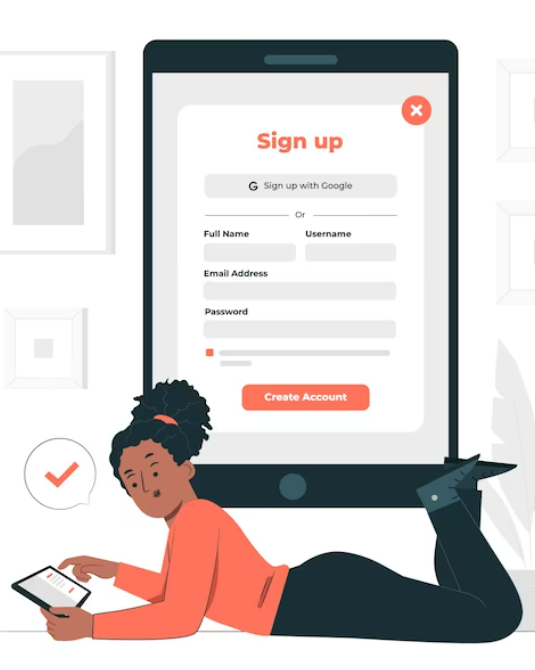 Sign up
G Sign up with Google
Or
Full Name Username
Email Address
Password
Create Account